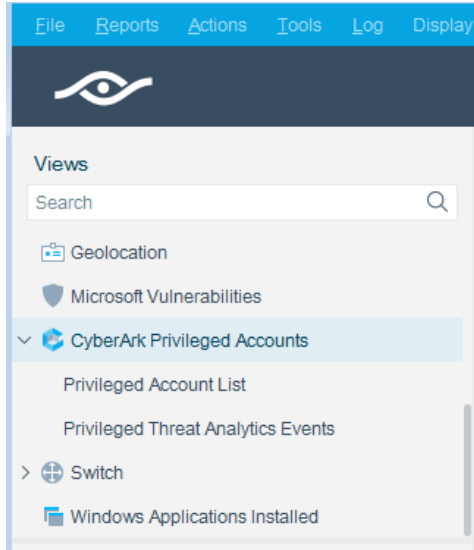 File Reports Actions Tools Log Display
Views
Search
Geolocation
Microsoft Vulnerabilities
CyberArk Privileged Accounts
Privileged Account List
Privileged Threat Analytics Events
Switch
Windows Applications Installed